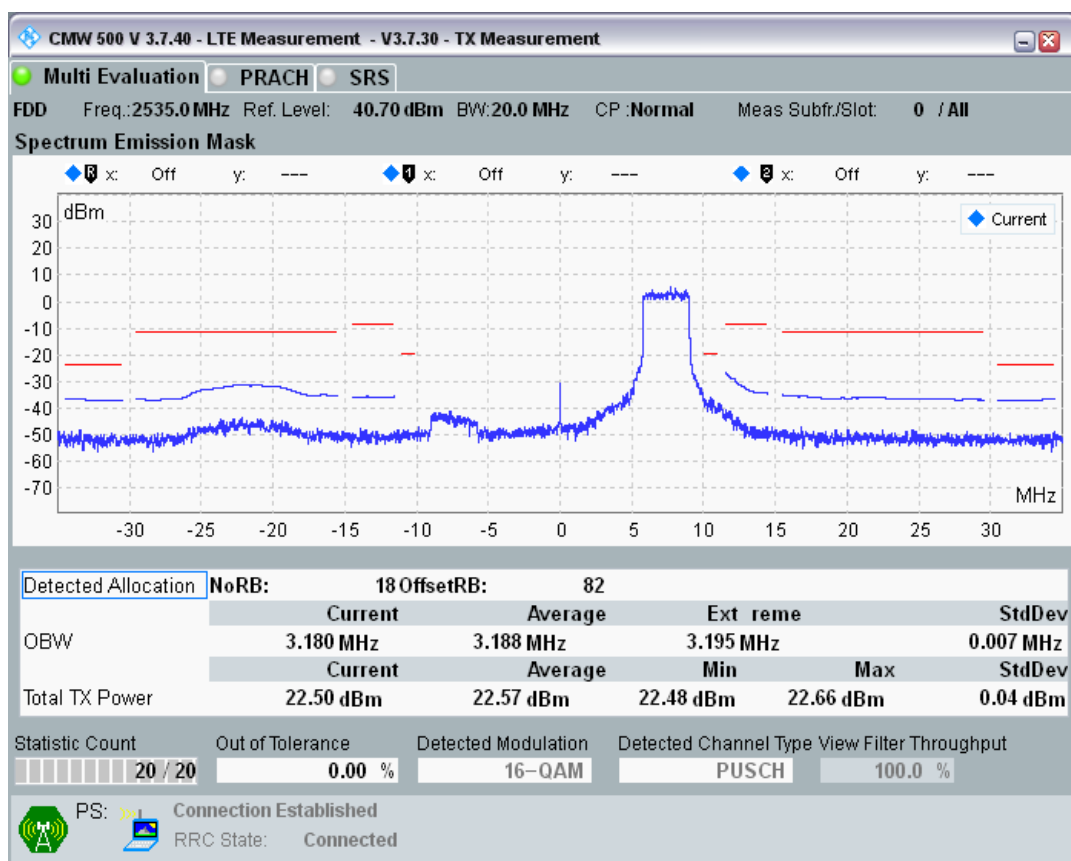 CMW 500 V 3.7.40 - LTE Measurement - V3.7.30 - TX Measurement
Multi Evaluation PRACH SRS
FDD Freq.:2535.0 MHz Ref. Level: 40.70 dBm BW:20.0 MHz CP :Normal Meas Subfr./Slot: 0 / All
Spectrum Emission Mask
R x: Off y: --- 1 x: Off y: --- 2 x: Off y: ---
dBm
Current
30
20
10
0
-10
-20
-30
-40
-50
-60
-70
MHz
-30 -25 -20 -15 -10 -5 0 5 10 15 20 25 30
Detected Allocation NoRB: 18 OffsetRB: 82
Current Average Ext reme StdDev
OBW 3.180 MHz 3.188 MHz 3.195 MHz 0.007 MHz
Current Average Min Max StdDev
Total TX Power 22.50 dBm 22.57 dBm 22.48 dBm 22.66 dBm 0.04 dBm
Statistic Count Out of Tolerance Detected Modulation Detected Channel Type View Filter Throughput
20 / 20 0.00 % 16-QAM PUSCH 100.0 %
PS: Connection Established
RRC State: Connected